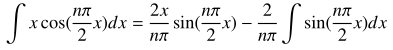 ∫ x cos(nπ/2 x)dx = 2x/nπ sin(nπ/2 x) − 2/nπ ∫ sin(nπ/2 x)dx